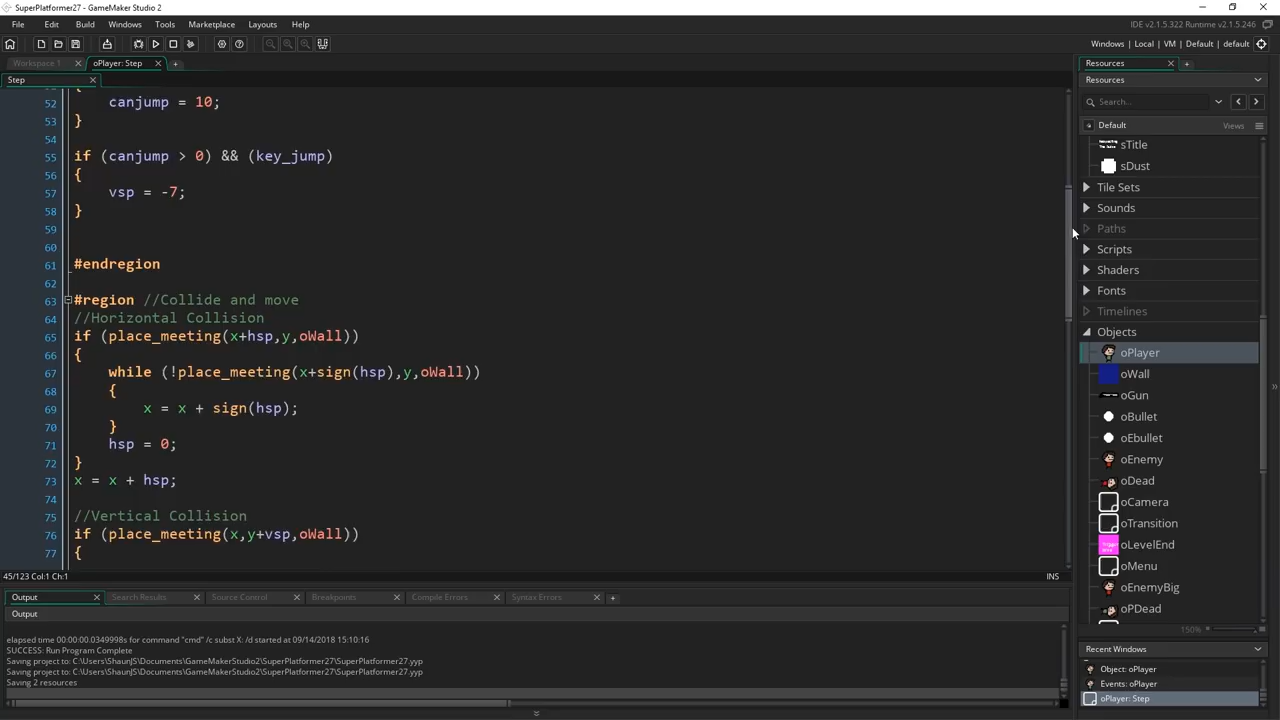 SuperPlatformer27 - GameMaker Studio 2
File Edit Build Windows Tools Marketplace Layouts Help
IDE v2.1.5.322 Runtime v2.1.5.246
Windows | Local | VM | Default | default
Workspace 1
oPlayer: Step
Step
52 canjump = 10;
53 }
54
55 if (canjump > 0) && (key_jump)
56 {
57 vsp = -7;
58 }
59
60
61 #endregion
62
63 #region //Collide and move
64 //Horizontal Collision
65 if (place_meeting(x+hsp,y,oWall))
66 {
67 while (!place_meeting(x+sign(hsp),y,oWall))
68 {
69 x = x + sign(hsp);
70 }
71 hsp = 0;
72 }
73 x = x + hsp;
74
75 //Vertical Collision
76 if (place_meeting(x,y+vsp,oWall))
77 {
45/123 Col:1 Ch:1
INS
Output Search Results Source Control Breakpoints Compile Errors Syntax Errors
Output
elapsed time 00:00:00.0349998s for command "cmd" /c subst X: /d started at 09/14/2018 15:10:16
SUCCESS: Run Program Complete
Saving project to: C:\Users\ShaunJS\Documents\GameMakerStudio2\SuperPlatformer27\SuperPlatformer27.yyp
Saving project to: C:\Users\ShaunJS\Documents\GameMakerStudio2\SuperPlatformer27\SuperPlatformer27.yyp
Saving 2 resources
Resources
Resources
Search...
Default Views
sTitle
sDust
Tile Sets
Sounds
Paths
Scripts
Shaders
Fonts
Timelines
Objects
oPlayer
oWall
oGun
oBullet
oEbullet
oEnemy
oDead
oCamera
oTransition
oLevelEnd
oMenu
oEnemyBig
oPDead
150%
Recent Windows
Object: oPlayer
Events: oPlayer
oPlayer: Step